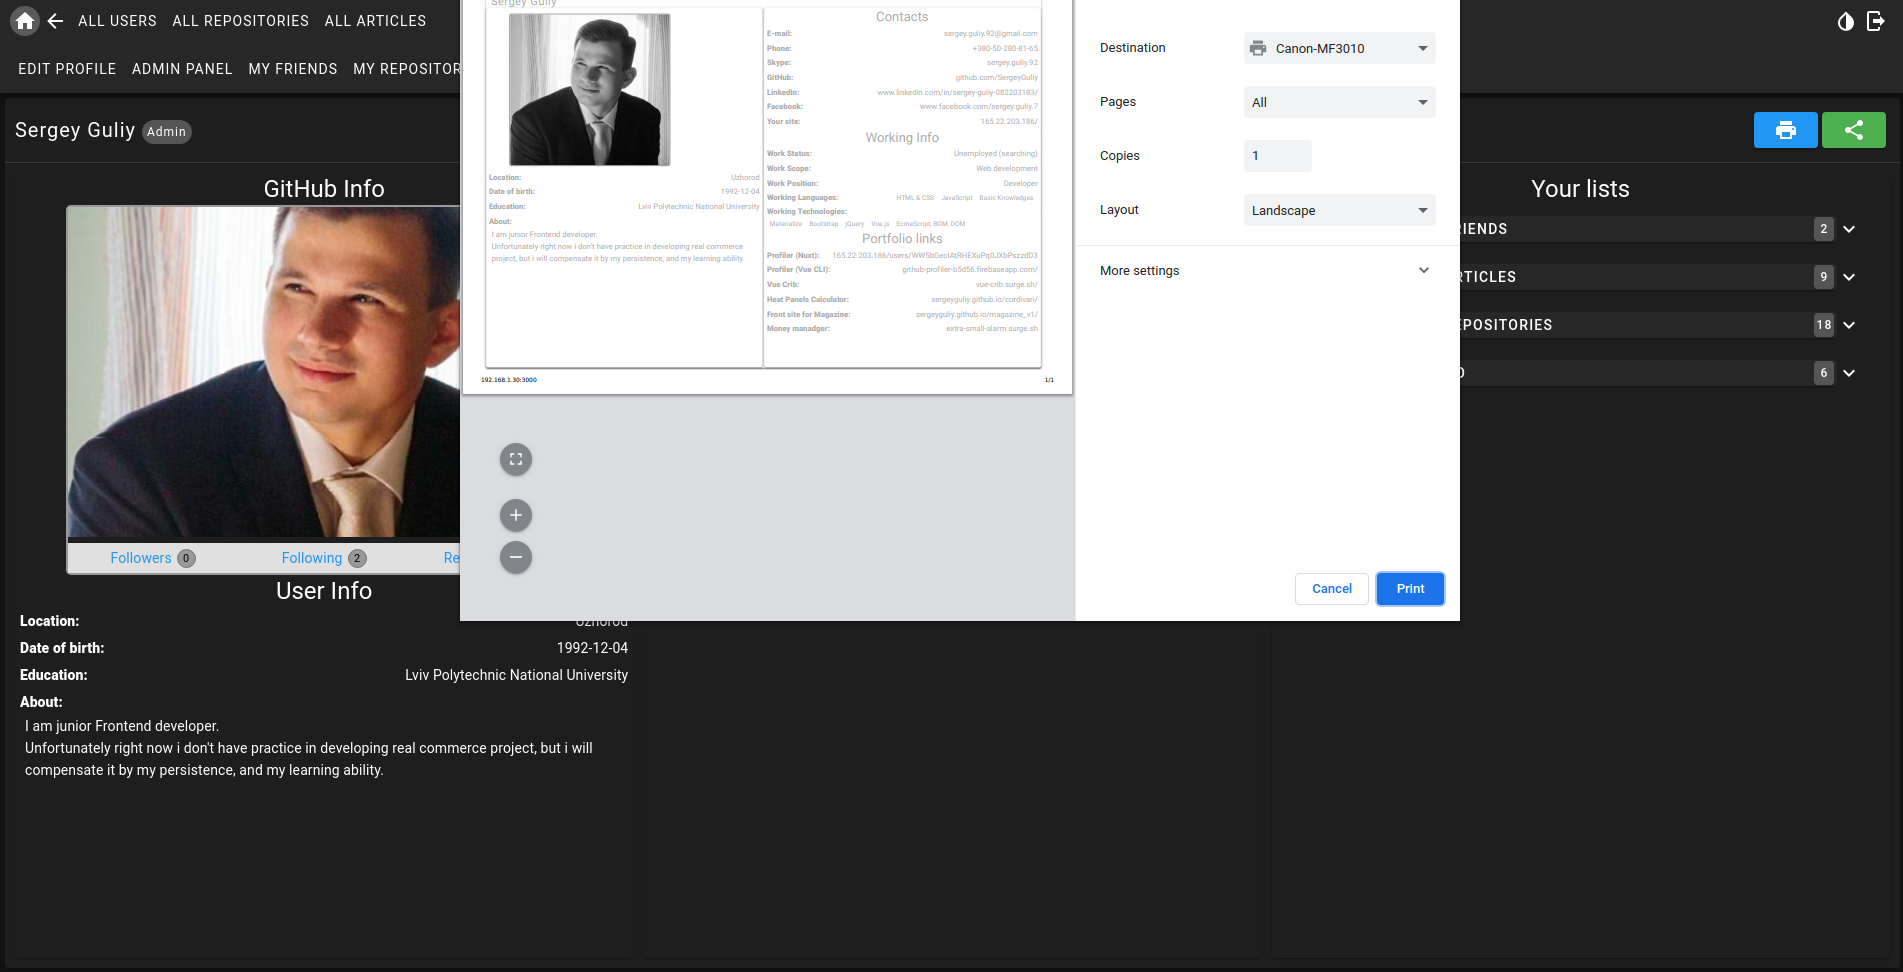 ALL USERS ALL REPOSITORIES ALL ARTICLES
EDIT PROFILE ADMIN PANEL MY FRIENDS MY REPOSITOR
Sergey Guliy Admin
GitHub Info
Followers 0 Following 2 Re
User Info
Location: Uzhorod
Date of birth: 1992-12-04
Education: Lviv Polytechnic National University
About:
I am junior Frontend developer.
Unfortunately right now i don't have practice in developing real commerce project, but i will
compensate it by my persistence, and my learning ability.
Sergey Guliy
Location: Uzhorod
Date of birth: 1992-12-04
Education: Lviv Polytechnic National University
About:
I am junior Frontend developer.
Unfortunately right now i don't have practice in developing real commerce
project, but i will compensate it by my persistence, and my learning ability.
Contacts
E-mail: sergey.guliy.92@gmail.com
Phone: +380-50-280-81-65
Skype: sergey.guliy.92
GitHub: github.com/SergeyGuliy
LinkedIn: www.linkedin.com/in/sergey-guliy-082203183/
Facebook: www.facebook.com/sergey.guliy.7
Your site: 165.22.203.186/
Working Info
Work Status: Unemployed (searching)
Work Scope: Web development
Work Position: Developer
Working Languages: HTML & CSS JavaScript Basic Knowledges
Working Technologies:
Materialize Bootstrap jQuery Vue.js EcmaScript, BOM, DOM
Portfolio links
Profiler (Nuxt):
Profiler (Vue CLI): github-profiler-b5d56.firebaseapp.com/
Vue Crib: vue-crib.surge.sh/
Heat Panels Calculator: sergeyguliy.github.io/cordivari/
Front site for Magazine: sergeyguliy.github.io/magazine_v1/
Money manadger: extra-small-alarm.surge.sh
192.168.1.30:3000 1/1
Destination Canon-MF3010
Pages All
Copies 1
Layout Landscape
More settings
Cancel Print
Your lists
IENDS 2
RTICLES 9
EPOSITORIES 18
O 6